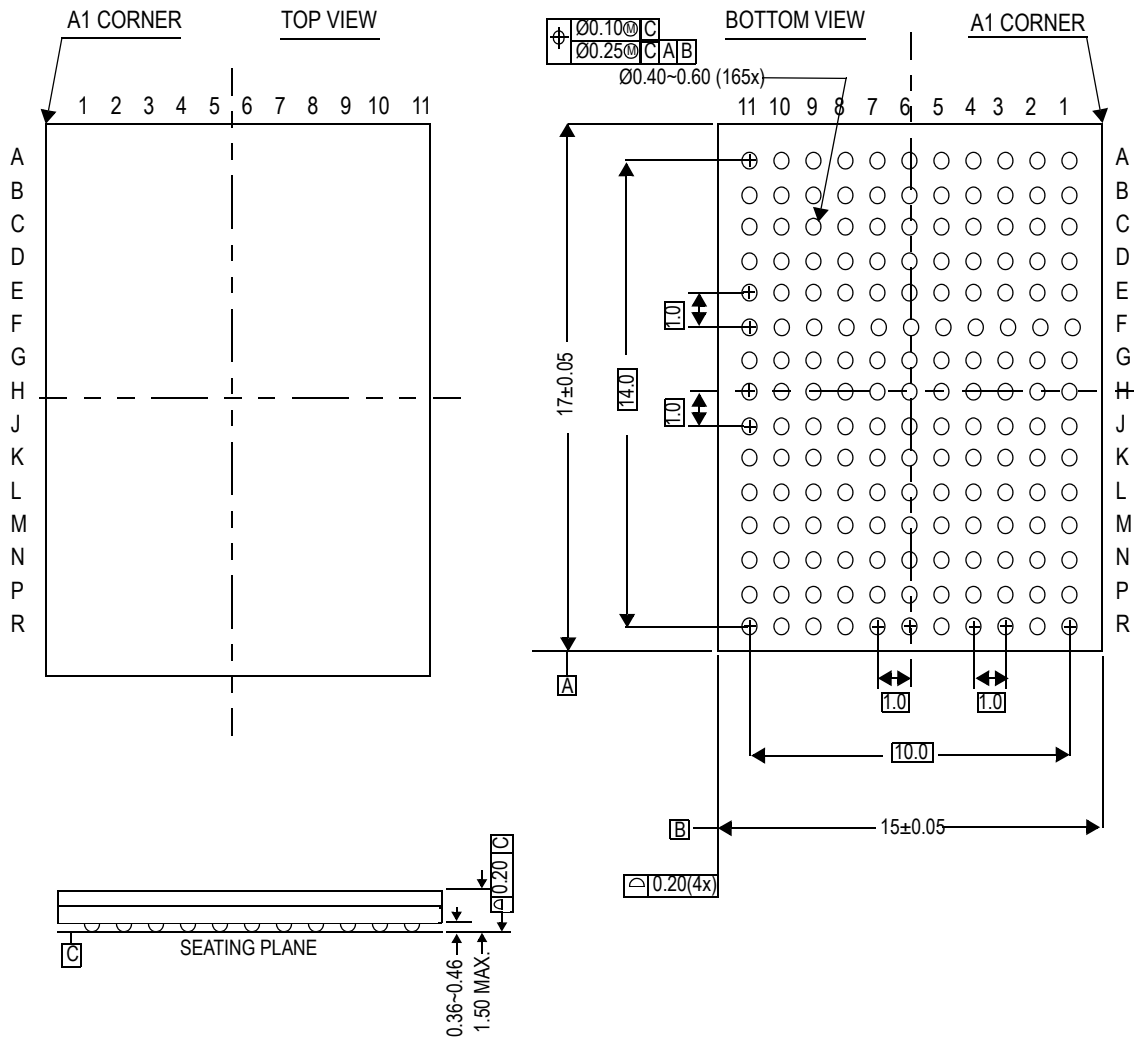 A1 CORNER
TOP VIEW
1 2 3 4 5 6 7 8 9 10 11
A
B
C
D
E
F
G
H
J
K
L
M
N
P
R
BOTTOM VIEW
A1 CORNER
⌖ Ø0.10Ⓜ C
Ø0.25Ⓜ C A B
Ø0.40~0.60 (165x)
11 10 9 8 7 6 5 4 3 2 1
A
B
C
D
E
F
G
H
J
K
L
M
N
P
R
1.0
1.0
14.0
17±0.05
A
1.0
1.0
10.0
B
15±0.05
⌓ 0.20(4x)
⌓ 0.20 C
C
SEATING PLANE
0.36~0.46
1.50 MAX.